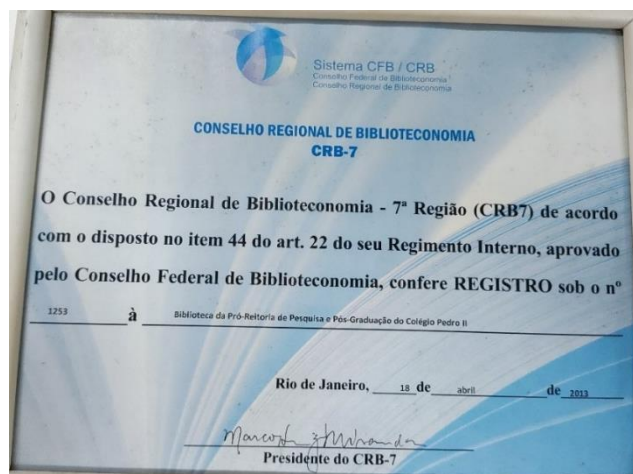 Sistema CFB / CRB
Conselho Federal de Biblioteconomia
Conselho Regional de Biblioteconomia
CONSELHO REGIONAL DE BIBLIOTECONOMIA
CRB-7
O Conselho Regional de Biblioteconomia - 7ª Região (CRB7) de acordo
com o disposto no item 44 do art. 22 do seu Regimento Interno, aprovado
pelo Conselho Federal de Biblioteconomia, confere REGISTRO sob o nº
1253 à Biblioteca da Pró-Reitoria de Pesquisa e Pós-Graduação do Colégio Pedro II
Rio de Janeiro, 18 de abril de 2013
Presidente do CRB-7